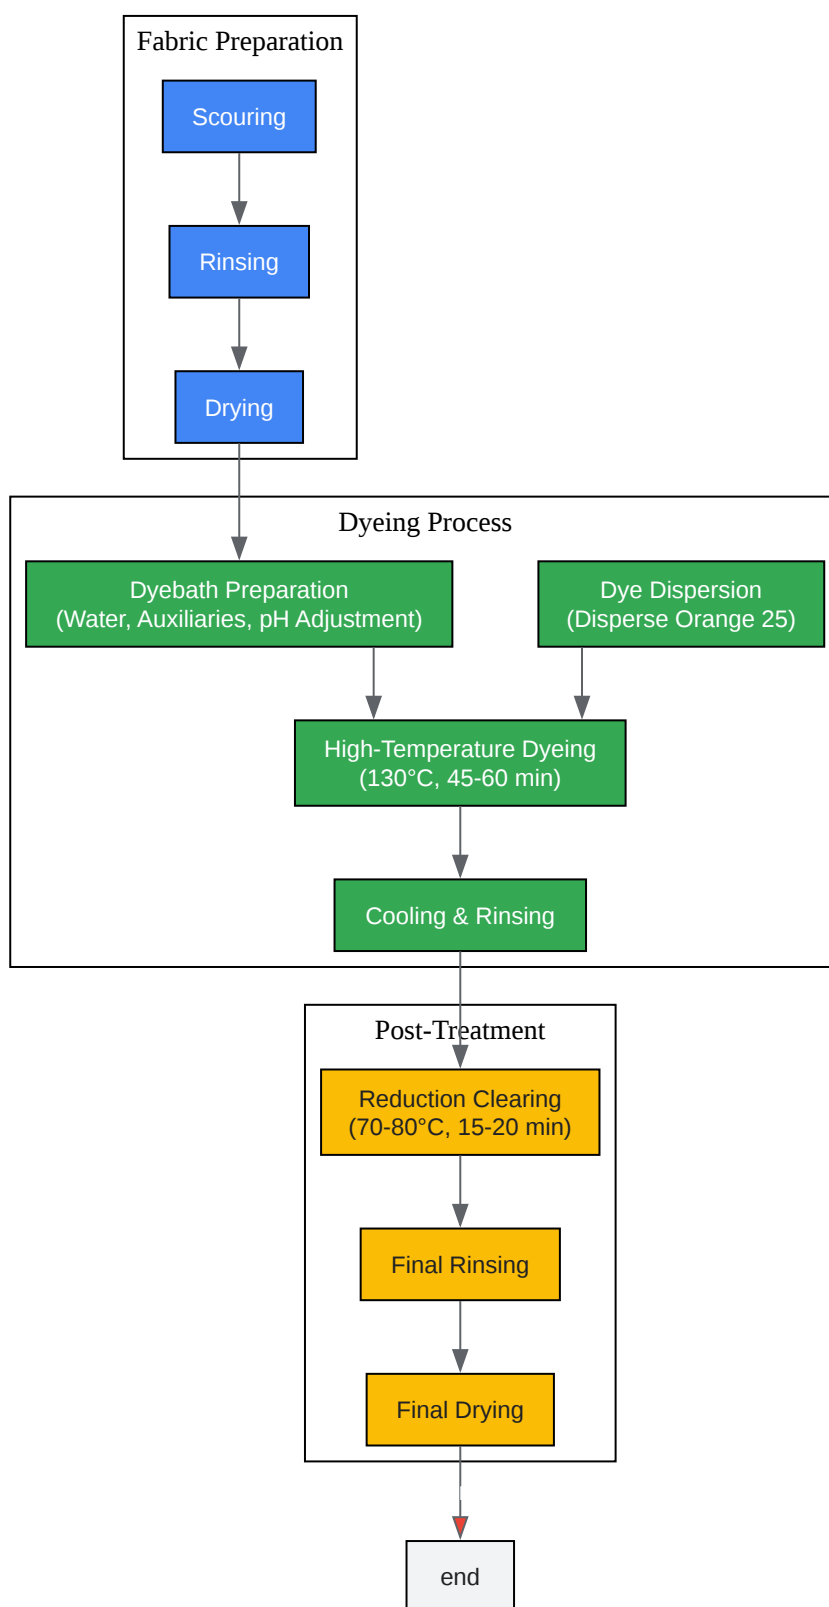 Fabric Preparation
Scouring
Rinsing
Drying
Dyeing Process
Dyebath Preparation
(Water, Auxiliaries, pH Adjustment)
Dye Dispersion
(Disperse Orange 25)
High-Temperature Dyeing
(130°C, 45-60 min)
Cooling & Rinsing
Post-Treatment
Reduction Clearing
(70-80°C, 15-20 min)
Final Rinsing
Final Drying
end